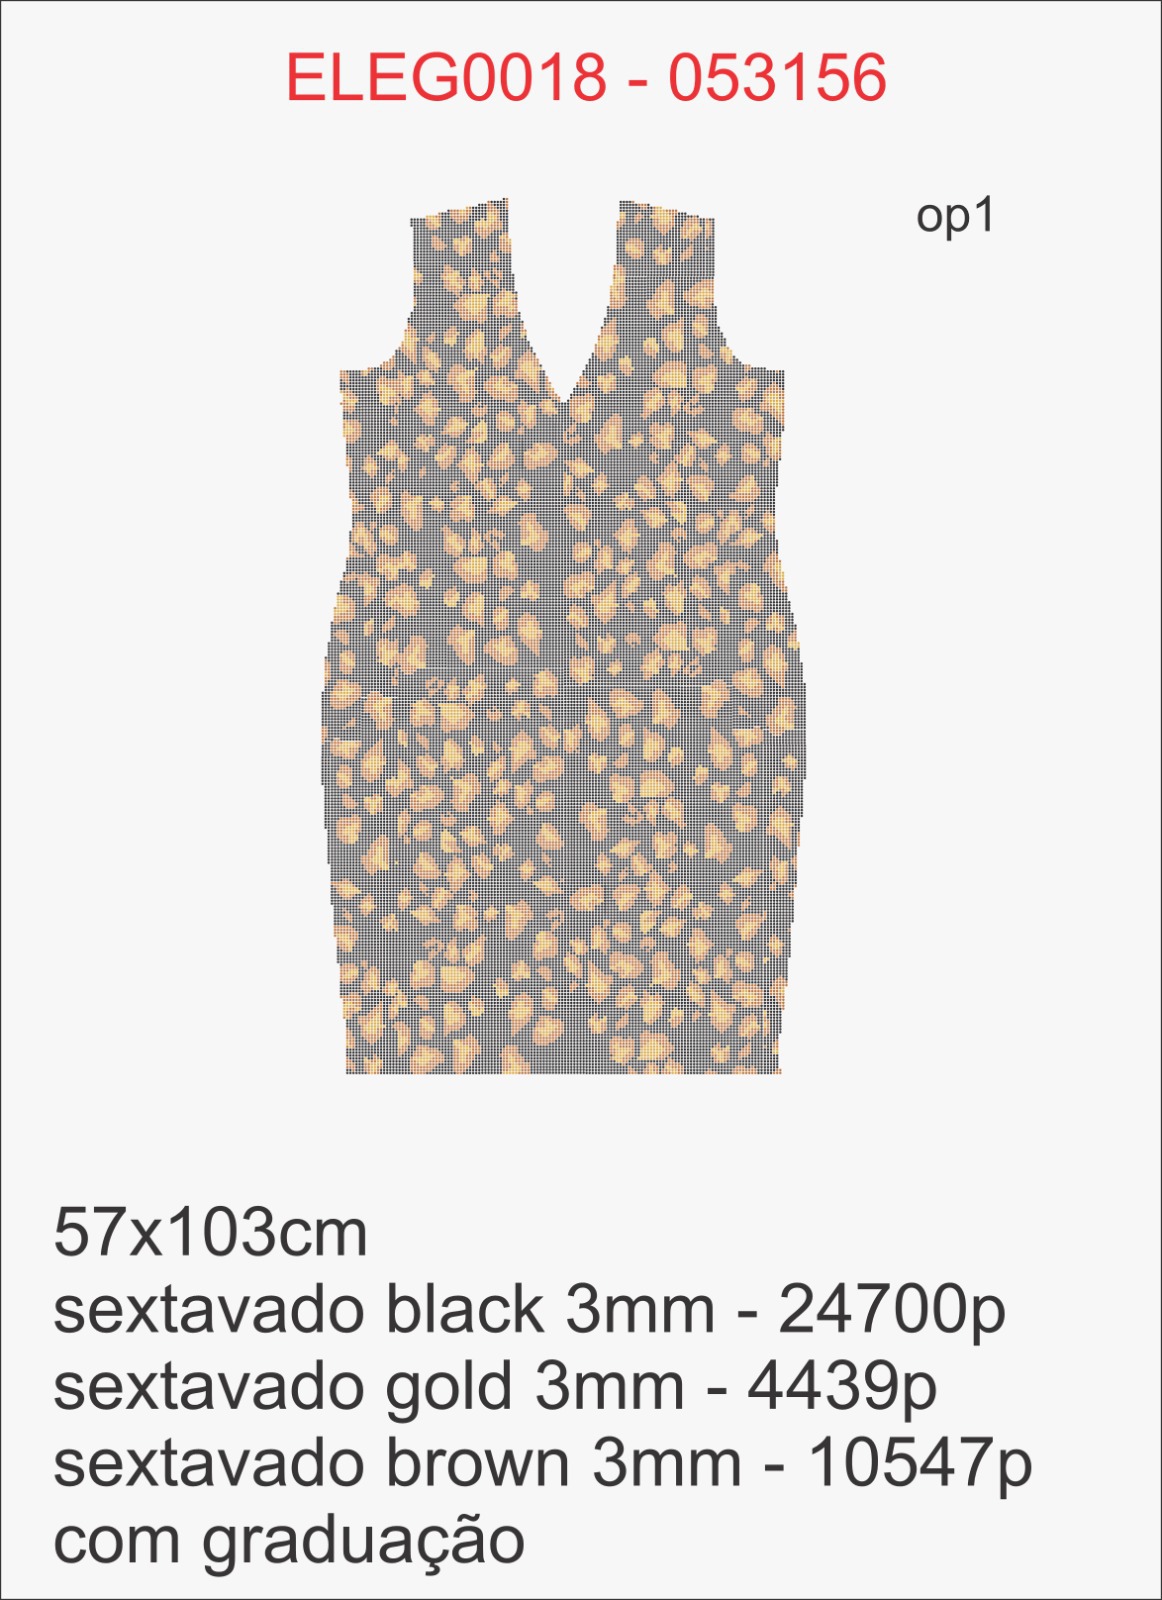 ELEG0018 - 053156
op1
57x103cm
sextavado black 3mm - 24700p
sextavado gold 3mm - 4439p
sextavado brown 3mm - 10547p
com graduação